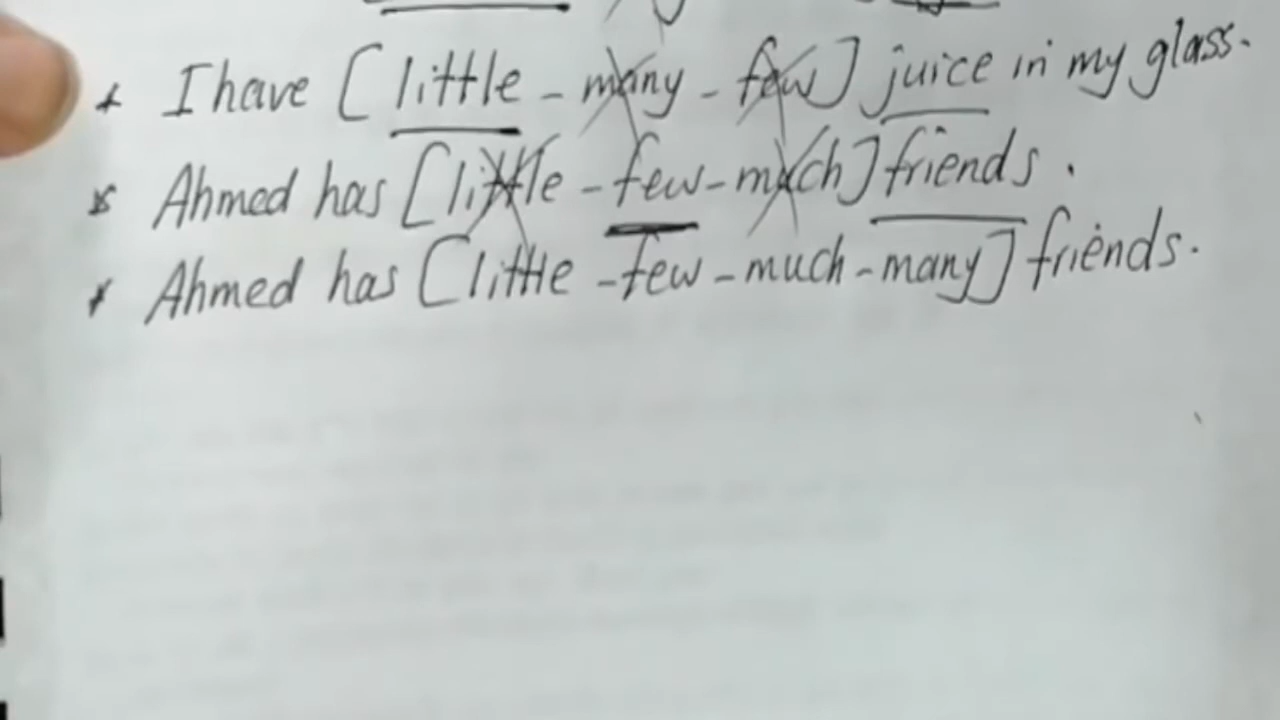 I have [little - many - few] juice in my glass.
Ahmed has [little - few - much] friends.
Ahmed has [little - few - much - many] friends.